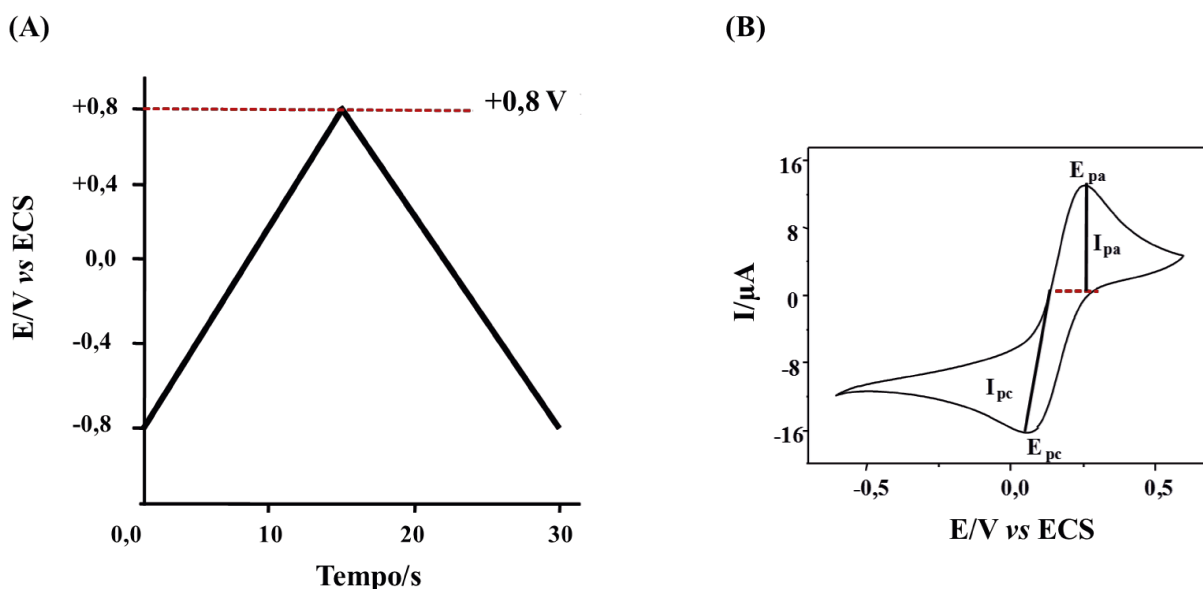 (A)
+0,8 V
+0,8
+0,4
0,0
-0,4
-0,8
E/V vs ECS
0,0
10
20
30
Tempo/s
(B)
16
8
0
-8
-16
I/µA
E pa
I pa
I pc
E pc
-0,5
0,0
0,5
E/V vs ECS